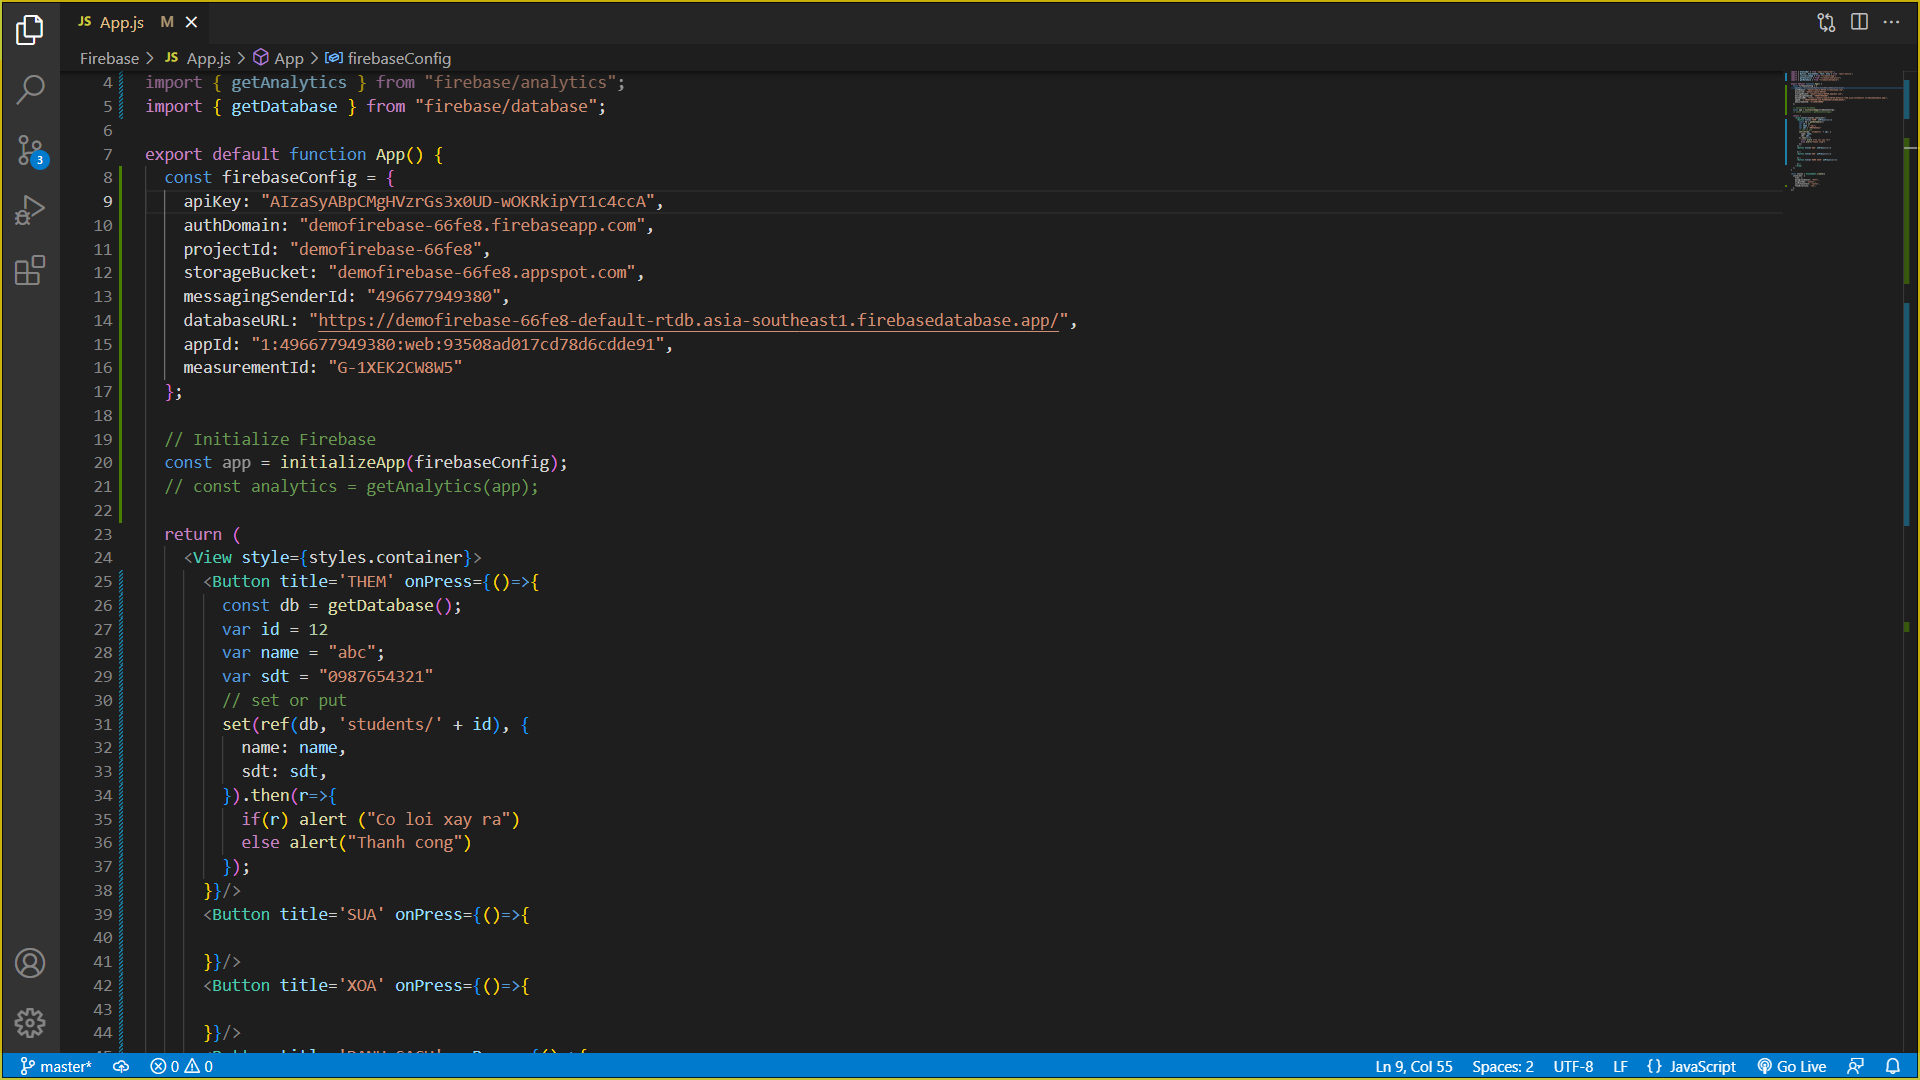 JS App.js M
Firebase > JS App.js > App > firebaseConfig
3
4 import { getAnalytics } from "firebase/analytics";
5 import { getDatabase } from "firebase/database";
6
7 export default function App() {
8 const firebaseConfig = {
9 apiKey: "AIzaSyABpCMgHVzrGs3x0UD-wOKRkipYI1c4ccA",
10 authDomain: "demofirebase-66fe8.firebaseapp.com",
11 projectId: "demofirebase-66fe8",
12 storageBucket: "demofirebase-66fe8.appspot.com",
13 messagingSenderId: "496677949380",
14 databaseURL: "https://demofirebase-66fe8-default-rtdb.asia-southeast1.firebasedatabase.app/",
15 appId: "1:496677949380:web:93508ad017cd78d6cdde91",
16 measurementId: "G-1XEK2CW8W5"
17 };
18
19 // Initialize Firebase
20 const app = initializeApp(firebaseConfig);
21 // const analytics = getAnalytics(app);
22
23 return (
24 <View style={styles.container}>
25 <Button title='THEM' onPress={()=>{
26 const db = getDatabase();
27 var id = 12
28 var name = "abc";
29 var sdt = "0987654321"
30 // set or put
31 set(ref(db, 'students/' + id), {
32 name: name,
33 sdt: sdt,
34 }).then(r=>{
35 if(r) alert ("Co loi xay ra")
36 else alert("Thanh cong")
37 });
38 }}/>
39 <Button title='SUA' onPress={()=>{
40
41 }}/>
42 <Button title='XOA' onPress={()=>{
43
44 }}/>
master* 0 0 Ln 9, Col 55 Spaces: 2 UTF-8 LF {} JavaScript Go Live